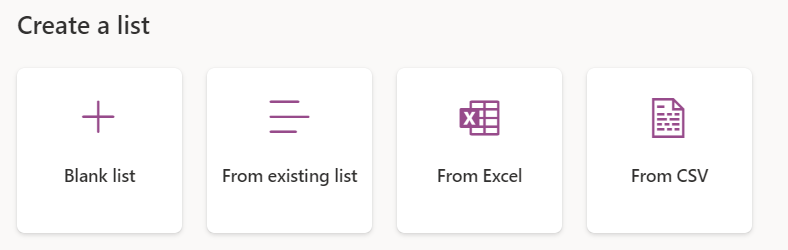 Create a list
Blank list
From existing list
From Excel
From CSV